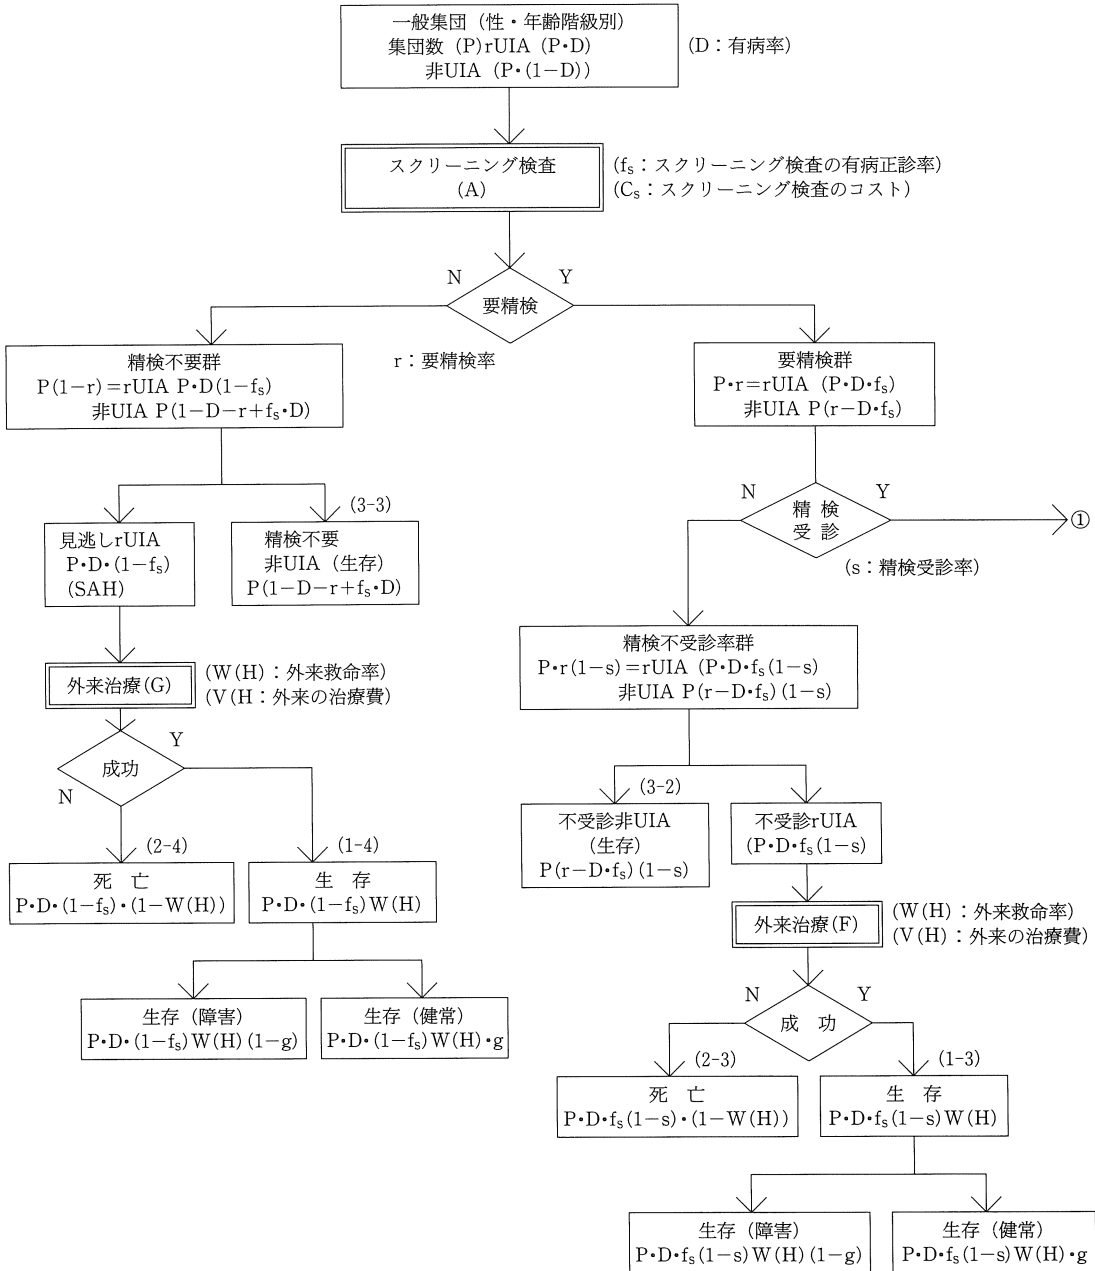 一般集団（性・年齢階級別）
集団数（P）rUIA（P・D）
非UIA（P・(1−D)）
（D：有病率）
スクリーニング検査
（A）
（fs：スクリーニング検査の有病正診率）
（Cs：スクリーニング検査のコスト）
N
Y
要精検
r：要精検率
精検不要群
P(1−r)＝rUIA P・D(1−fs)
非UIA P(1−D−r+fs・D)
要精検群
P・r＝rUIA（P・D・fs）
非UIA P(r−D・fs)
N
Y
精検
受診
①
（s：精検受診率）
(3-3)
見逃しrUIA
P・D・(1−fs)
(SAH)
精検不要
非UIA（生存）
P(1−D−r+fs・D)
精検不受診率群
P・r(1−s)＝rUIA（P・D・fs(1−s)
非UIA P(r−D・fs)(1−s)
外来治療(G)
（W(H)：外来救命率）
（V(H：外来の治療費）
Y
成功
N
(3-2)
不受診非UIA
（生存）
P(r−D・fs)(1−s)
不受診rUIA
(P・D・fs(1−s)
(2-4)
(1-4)
死　亡
P・D・(1−fs)・(1−W(H))
生　存
P・D・(1−fs)W(H)
外来治療(F)
（W(H)：外来救命率）
（V(H)：外来の治療費）
生存（障害）
P・D・(1−fs)W(H)(1−g)
生存（健常）
P・D・(1−fs)W(H)・g
N
Y
成　功
(2-3)
(1-3)
死　亡
P・D・fs(1−s)・(1−W(H))
生　存
P・D・fs(1−s)W(H)
生存（障害）
P・D・fs(1−s)W(H)(1−g)
生存（健常）
P・D・fs(1−s)W(H)・g